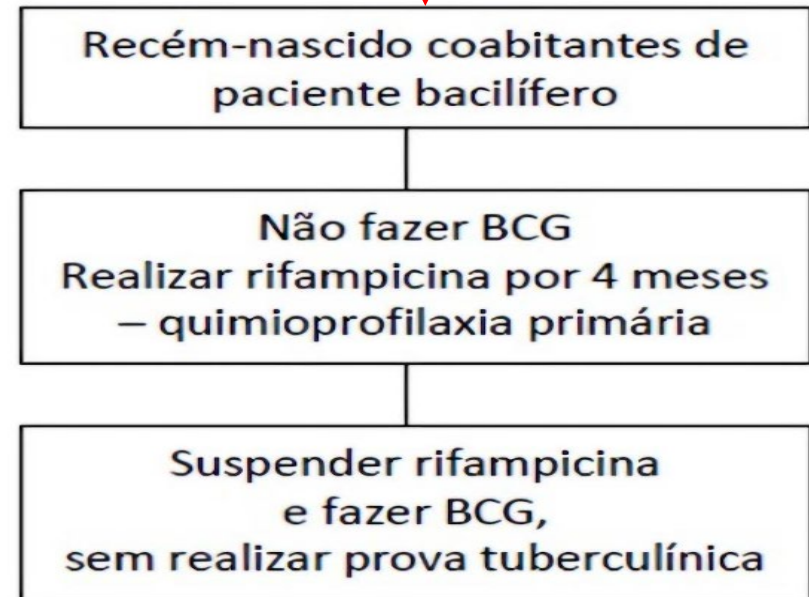 Recém-nascido coabitantes de
paciente bacilífero
Não fazer BCG
Realizar rifampicina por 4 meses
– quimioprofilaxia primária
Suspender rifampicina
e fazer BCG,
sem realizar prova tuberculínica